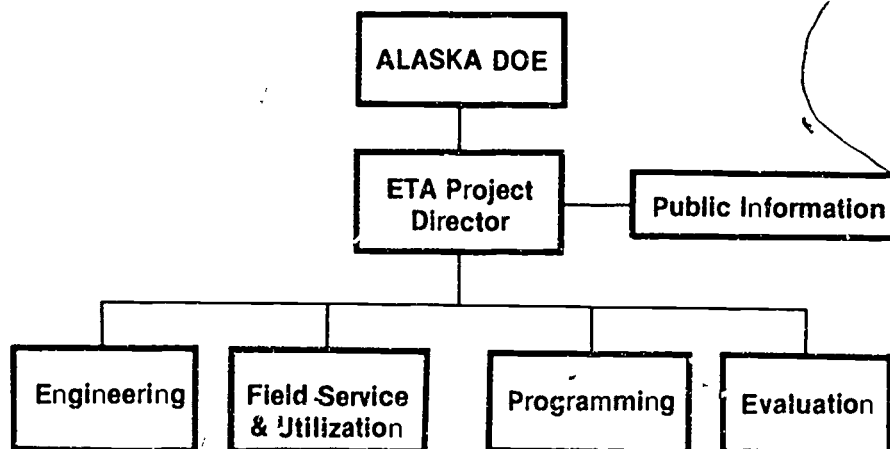 ALASKA DOE
ETA Project
Director
Public Information
Engineering
Field Service
& Utilization
Programming
Evaluation